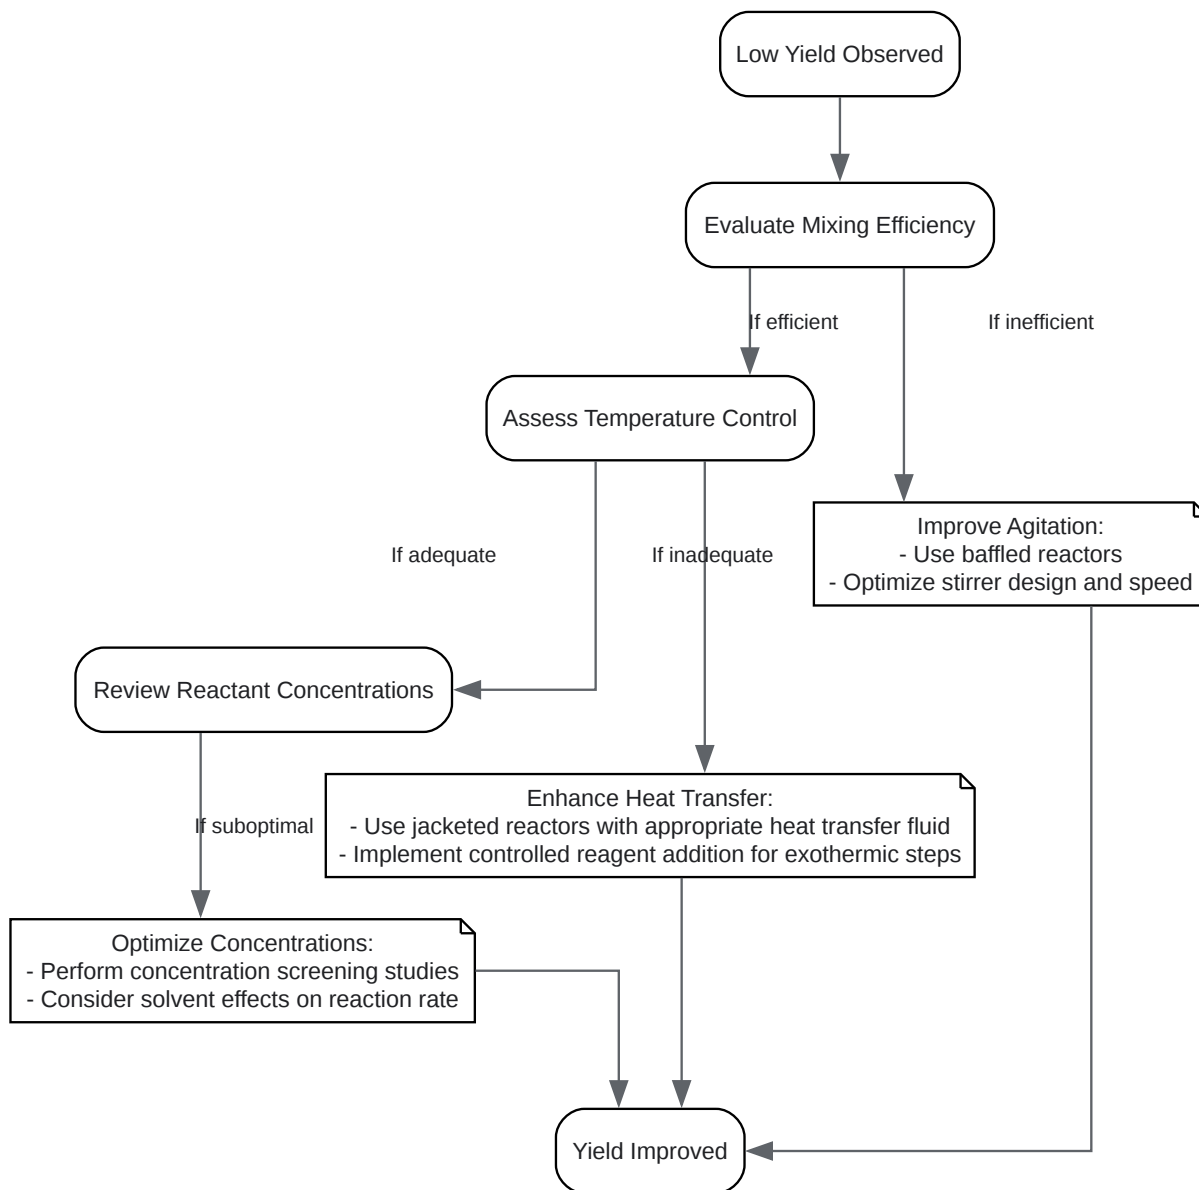 Low Yield Observed
Evaluate Mixing Efficiency
If efficient
If inefficient
Assess Temperature Control
Improve Agitation:
- Use baffled reactors
- Optimize stirrer design and speed
If adequate
If inadequate
Review Reactant Concentrations
Enhance Heat Transfer:
- Use jacketed reactors with appropriate heat transfer fluid
- Implement controlled reagent addition for exothermic steps
If suboptimal
Optimize Concentrations:
- Perform concentration screening studies
- Consider solvent effects on reaction rate
Yield Improved